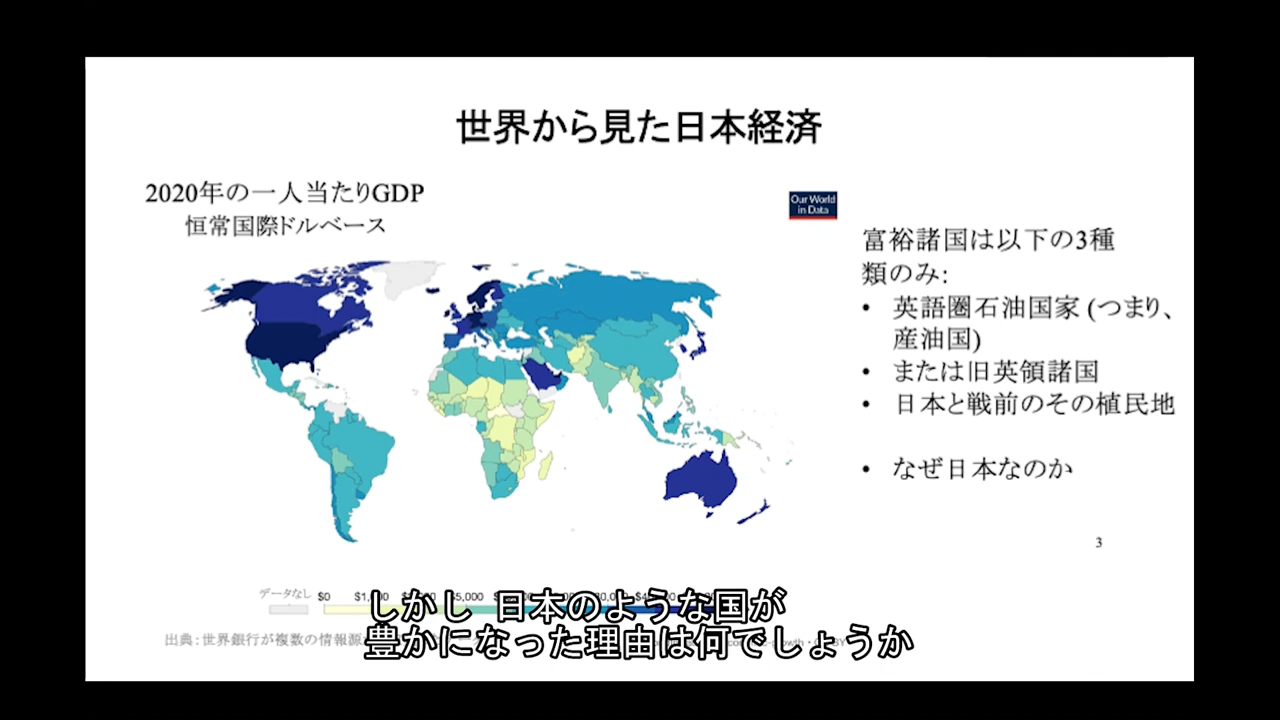 世界から見た日本経済
2020年の一人当たりGDP
恒常国際ドルベース
Our World
in Data
富裕諸国は以下の3種
類のみ:
• 英語圏石油国家 (つまり、
産油国)
• または旧英領諸国
• 日本と戦前のその植民地
• なぜ日本なのか
3
データなし $0
しかし 日本のような国が
豊かになった理由は何でしょうか
出典：世界銀行が複数の情報源